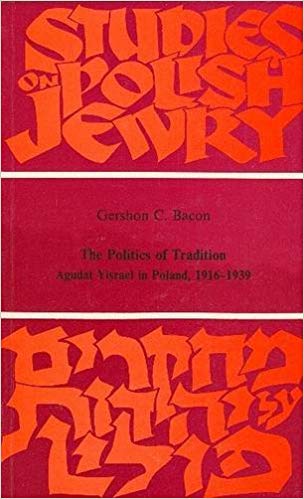 STUDIES
ON POLISH
JEWRY
Gershon C. Bacon
The Politics of Tradition
Agudat Yisrael in Poland, 1916–1939
מחקרים
על יהדות
פולין